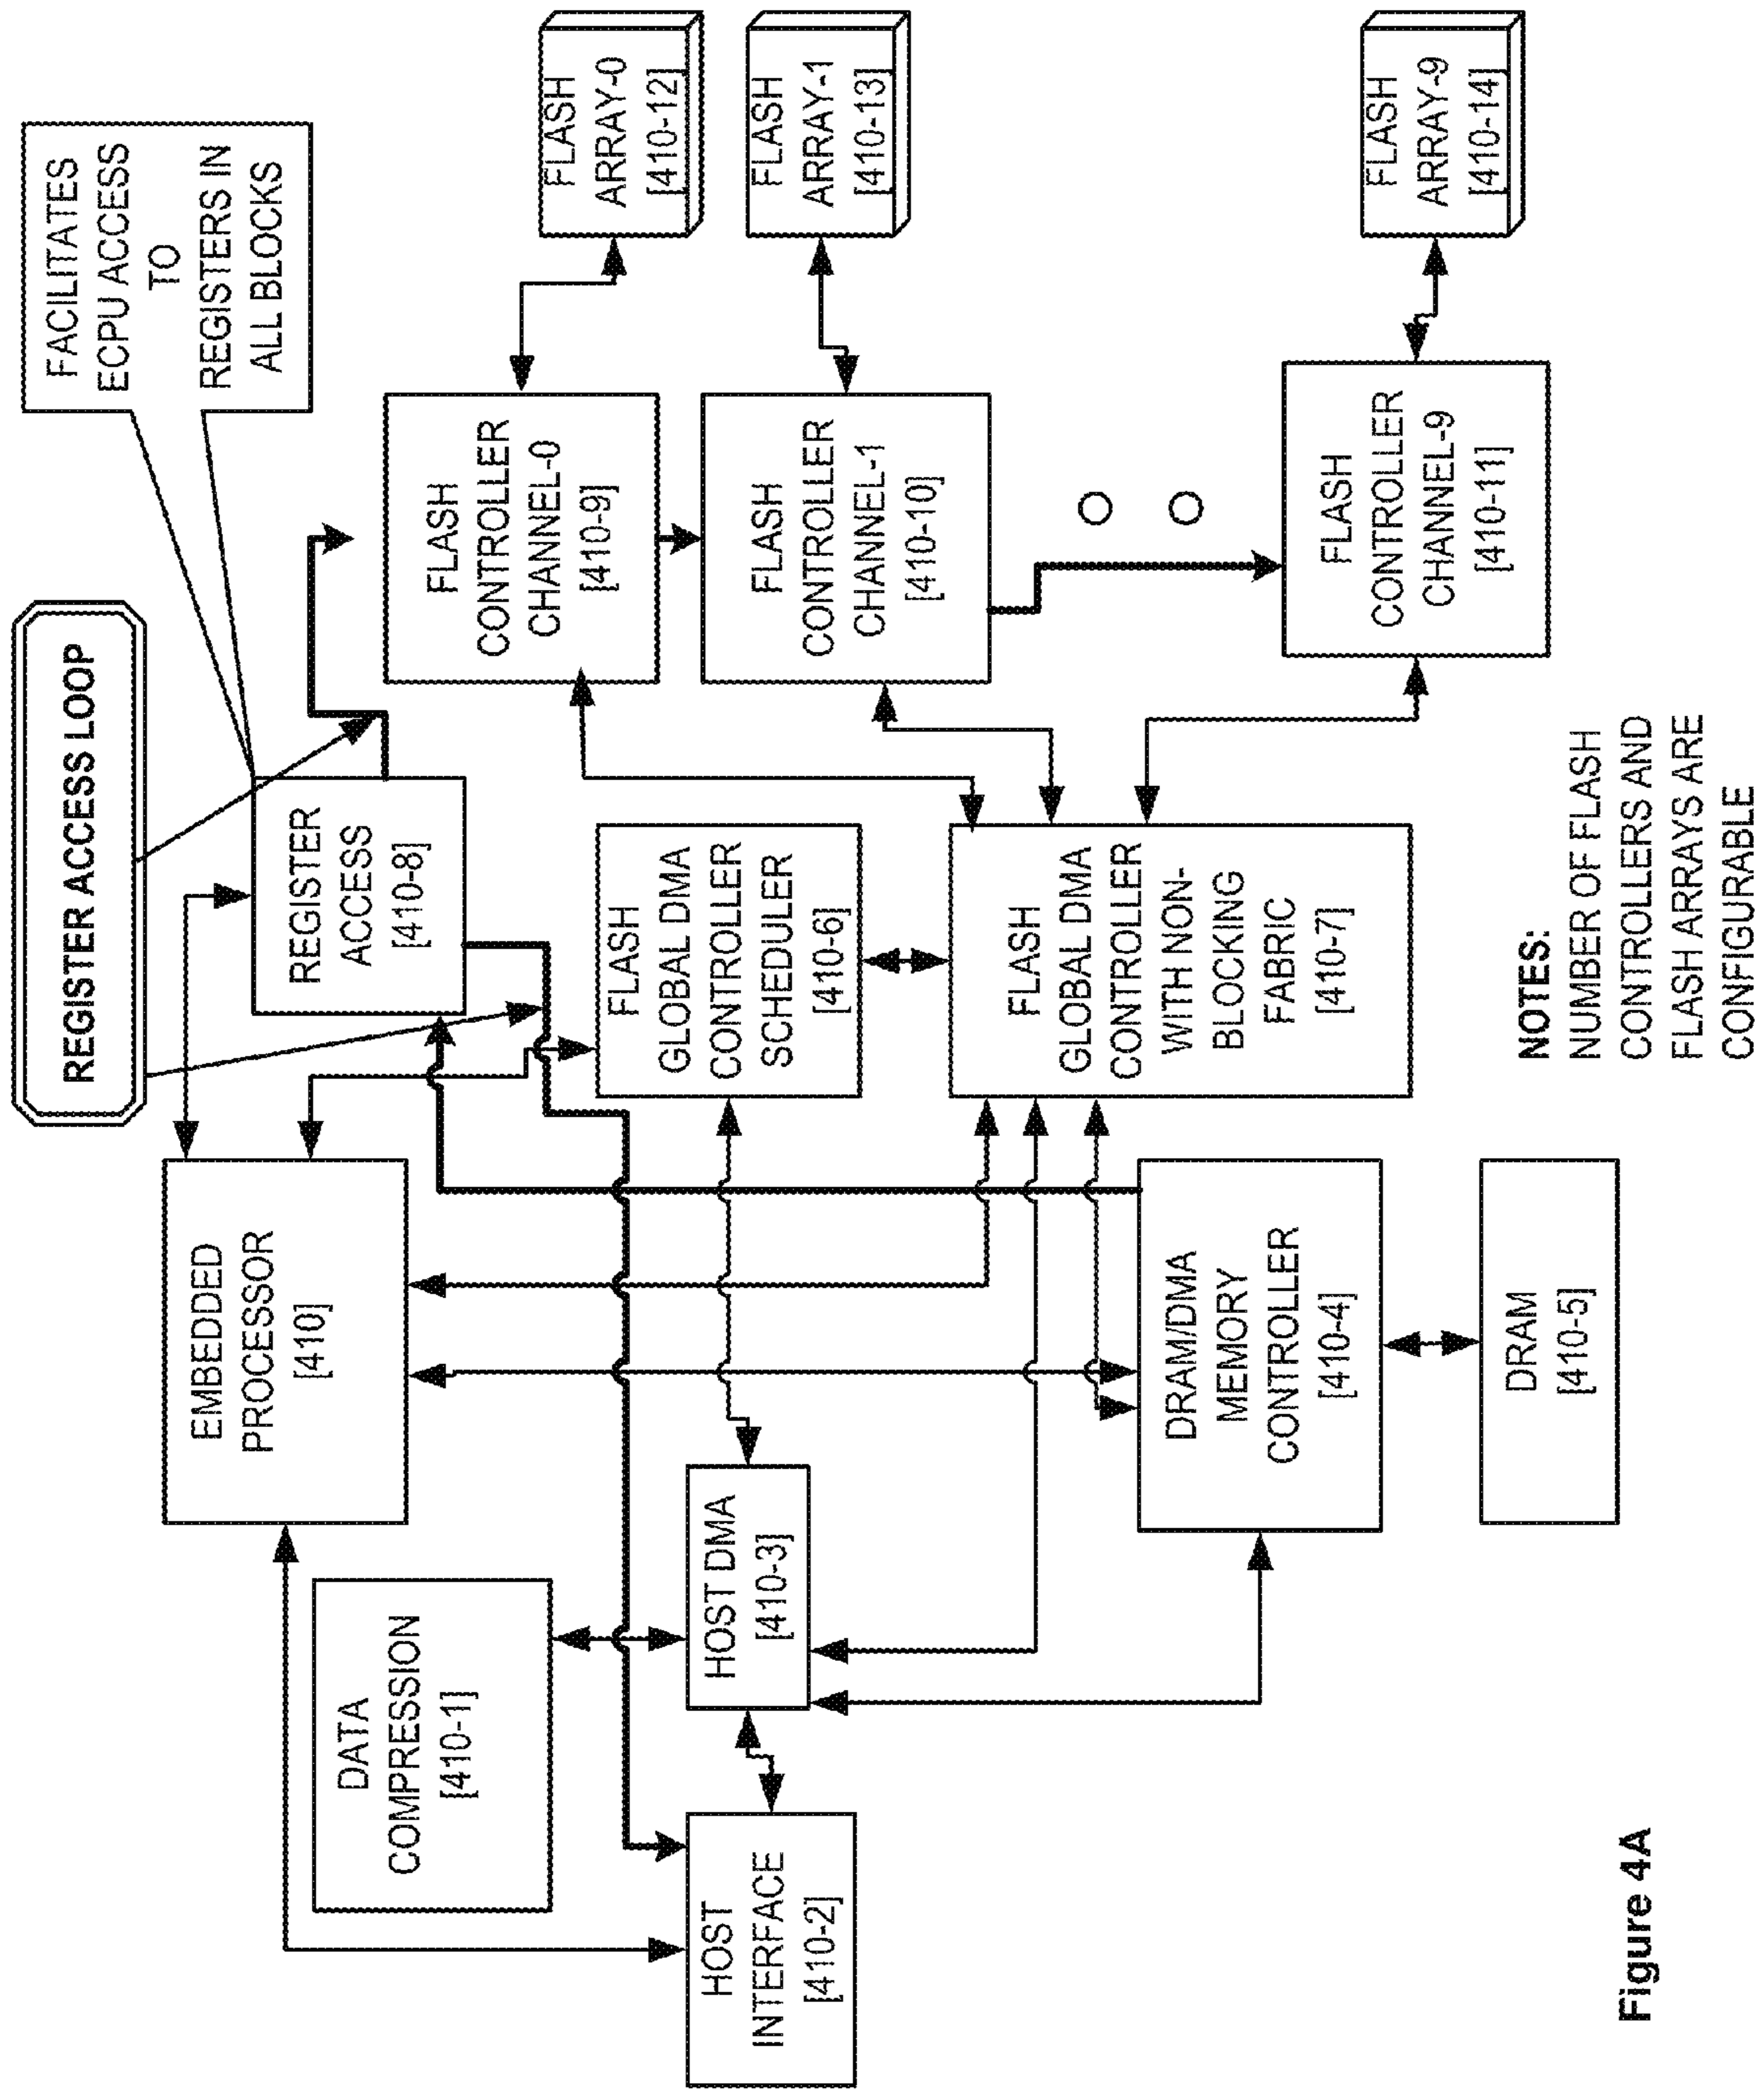 REGISTER ACCESS LOOP
FACILITATES
ECPU ACCESS
TO
REGISTERS IN
ALL BLOCKS
EMBEDDED
PROCESSOR
[410]
REGISTER
ACCESS
[410-8]
DATA
COMPRESSION
[410-1]
FLASH
CONTROLLER
CHANNEL-0
[410-9]
FLASH
ARRAY-0
[410-12]
HOST
INTERFACE
[410-2]
HOST DMA
[410-3]
FLASH
GLOBAL DMA
CONTROLLER
SCHEDULER
[410-6]
FLASH
CONTROLLER
CHANNEL-1
[410-10]
FLASH
ARRAY-1
[410-13]
DRAM/DMA
MEMORY
CONTROLLER
[410-4]
FLASH
GLOBAL DMA
CONTROLLER
WITH NON-
BLOCKING
FABRIC
[410-7]
FLASH
CONTROLLER
CHANNEL-9
[410-11]
FLASH
ARRAY-9
[410-14]
DRAM
[410-5]
NOTES:
NUMBER OF FLASH
CONTROLLERS AND
FLASH ARRAYS ARE
CONFIGURABLE
Figure 4A